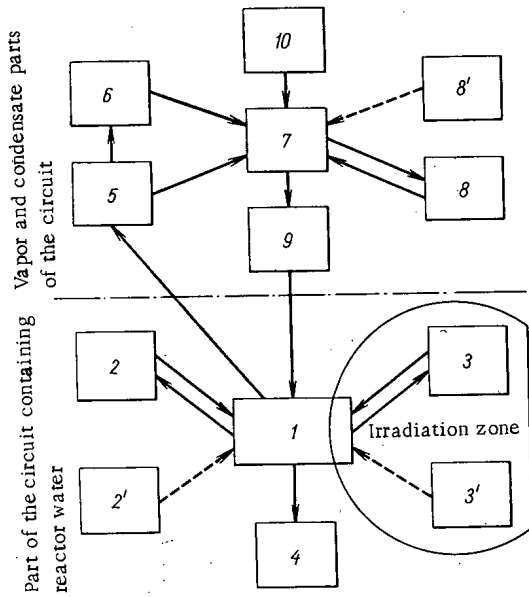 Vapor and condensate parts
of the circuit
10
6
8'
7
5
8
9
Part of the circuit containing
reactor water
2
3
1
Irradiation zone
2'
3'
4